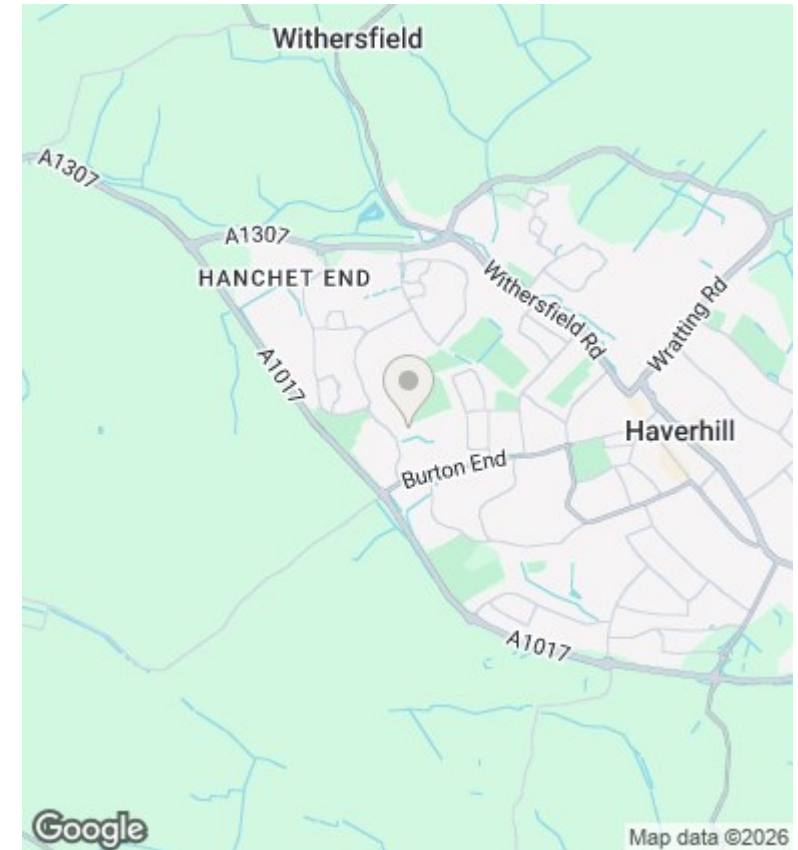 Withersfield
A1307
A1307
HANCHET END
Withersfield Rd
Wratting Rd
A1017
Haverhill
Burton End
A1017
Google
Map data ©2026